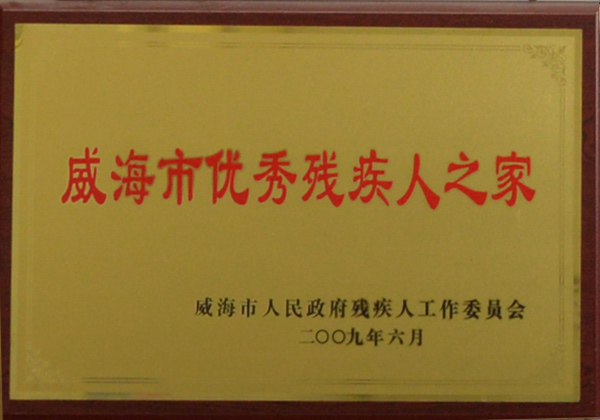 威海市优秀残疾人之家
威海市人民政府残疾人工作委员会
二〇〇九年六月